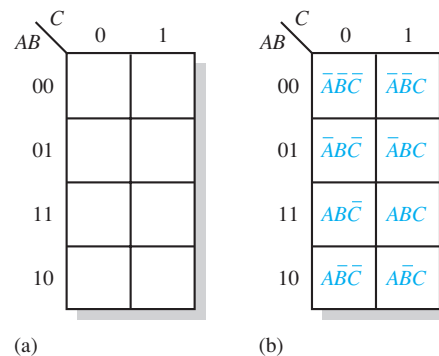 C C
AB 0 1 AB 0 1
00 00 A̅B̅C̅ A̅B̅C
01 01 A̅BC̅ A̅BC
11 11 ABC̅ ABC
10 10 AB̅C̅ AB̅C
(a) (b)